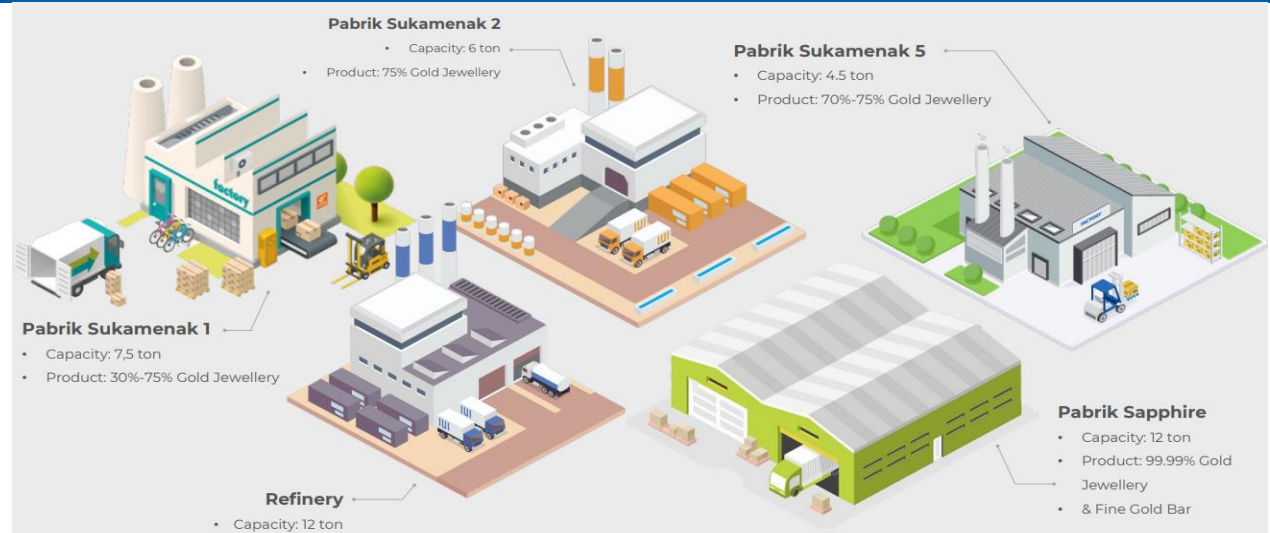 Pabrik Sukamenak 2
• Capacity: 6 ton
• Product: 75% Gold Jewellery
Pabrik Sukamenak 5
• Capacity: 4.5 ton
• Product: 70%-75% Gold Jewellery
factory
FACTORY
Pabrik Sukamenak 1
• Capacity: 7,5 ton
• Product: 30%-75% Gold Jewellery
Pabrik Sapphire
• Capacity: 12 ton
• Product: 99.99% Gold
Jewellery
• & Fine Gold Bar
Refinery
• Capacity: 12 ton